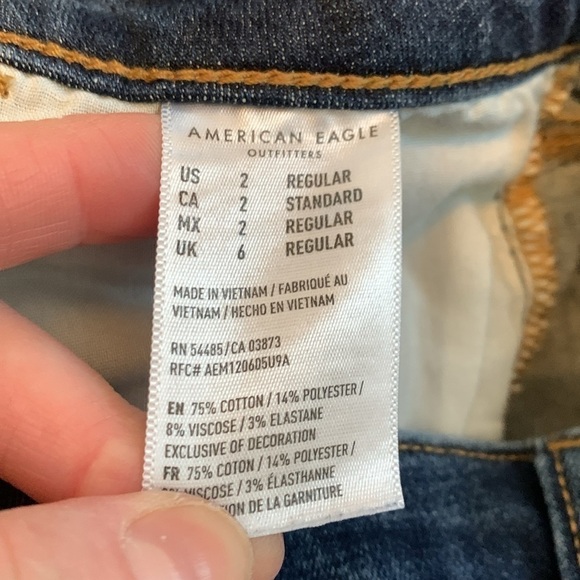 AMERICAN EAGLE
OUTFITTERS
US 2 REGULAR
CA 2 STANDARD
MX 2 REGULAR
UK 6 REGULAR
MADE IN VIETNAM / FABRIQUÉ AU
VIETNAM / HECHO EN VIETNAM
RN 54485/CA 03873
RFC# AEM120605U9A
EN 75% COTTON / 14% POLYESTER /
8% VISCOSE / 3% ELASTANE
EXCLUSIVE OF DECORATION
FR 75% COTON / 14% POLYESTER /
VISCOSE / 3% ÉLASTHANNE
DE LA GARNITURE